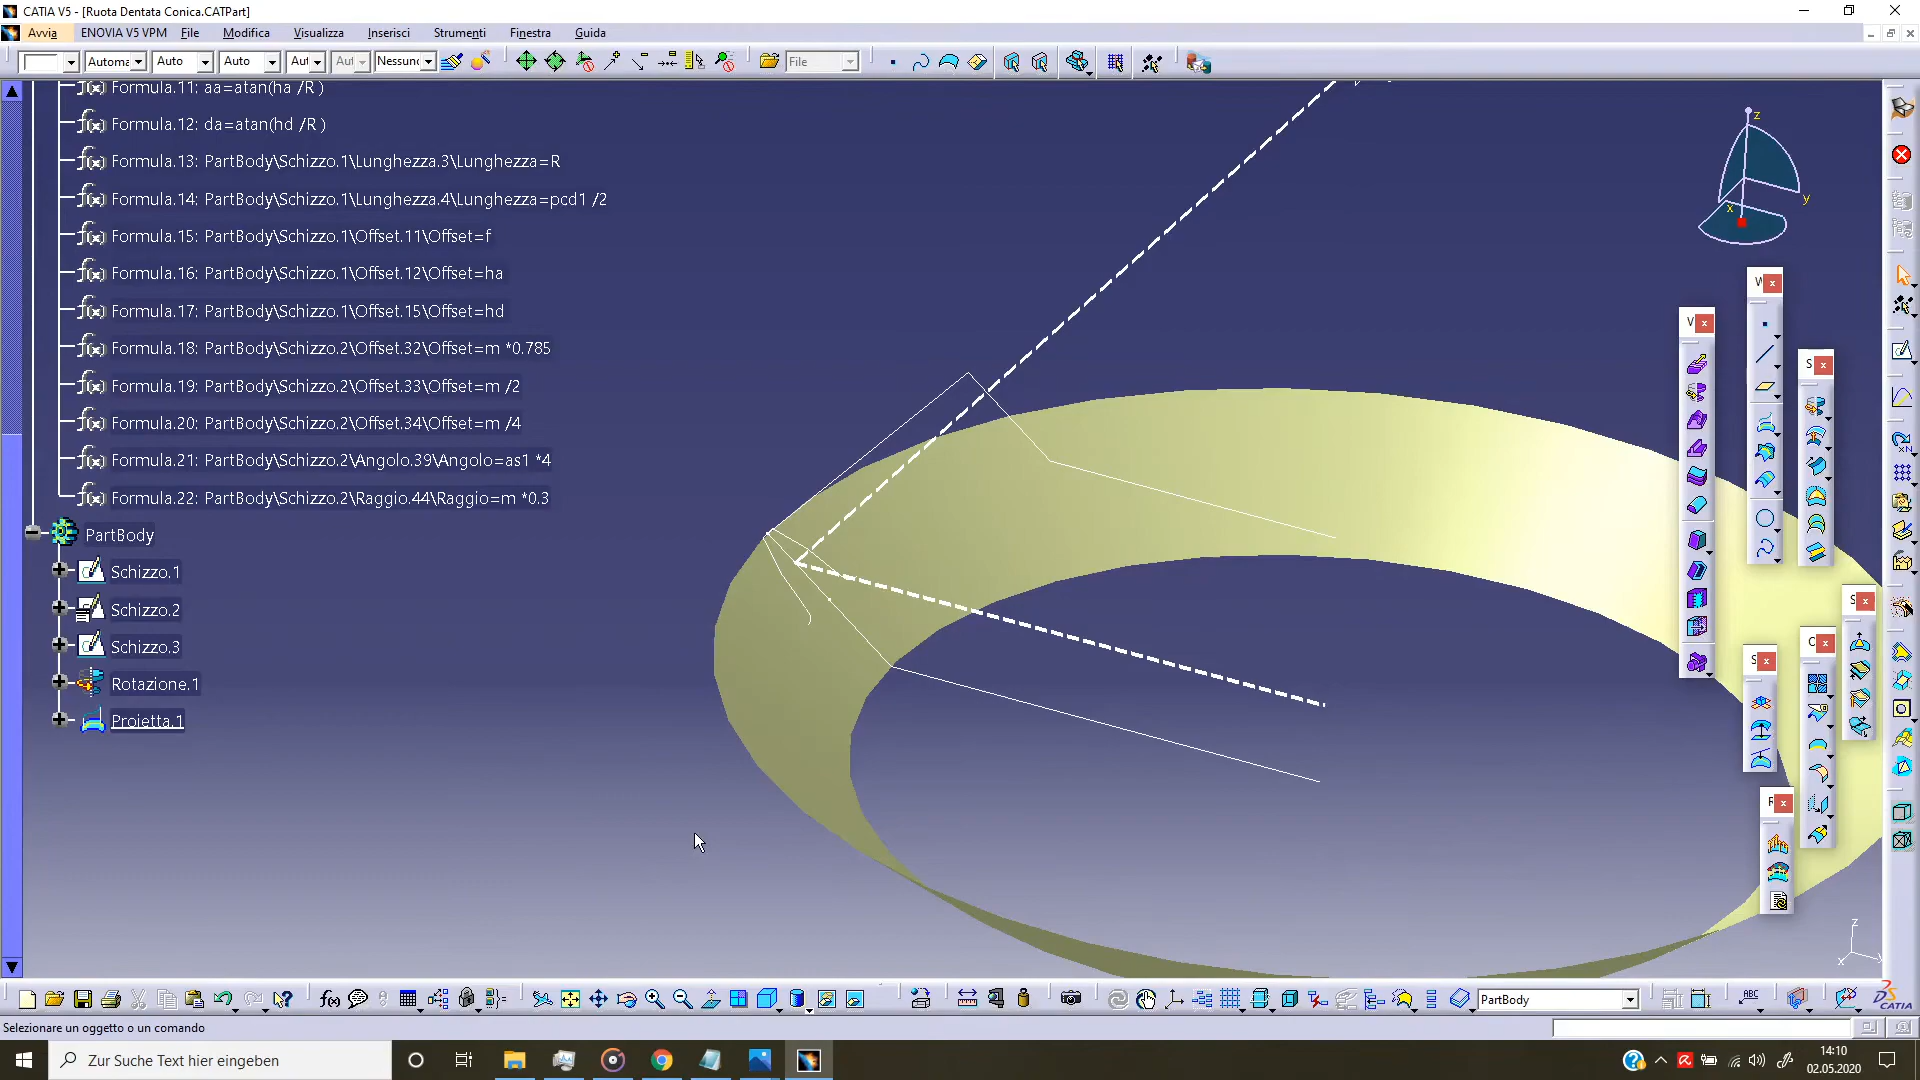 CATIA V5 - [Ruota Dentata Conica.CATPart]
Avvia ENOVIA V5 VPM File Modifica Visualizza Inserisci Strumenti Finestra Guida
Automa Auto Auto Aut Aut Nessuno File
Formula.11: aa=atan(ha /R )
Formula.12: da=atan(hd /R )
Formula.13: PartBody\Schizzo.1\Lunghezza.3\Lunghezza=R
Formula.14: PartBody\Schizzo.1\Lunghezza.4\Lunghezza=pcd1 /2
Formula.15: PartBody\Schizzo.1\Offset.11\Offset=f
Formula.16: PartBody\Schizzo.1\Offset.12\Offset=ha
Formula.17: PartBody\Schizzo.1\Offset.15\Offset=hd
Formula.18: PartBody\Schizzo.2\Offset.32\Offset=m *0.785
Formula.19: PartBody\Schizzo.2\Offset.33\Offset=m /2
Formula.20: PartBody\Schizzo.2\Offset.34\Offset=m /4
Formula.21: PartBody\Schizzo.2\Angolo.39\Angolo=as1 *4
Formula.22: PartBody\Schizzo.2\Raggio.44\Raggio=m *0.3
PartBody
Schizzo.1
Schizzo.2
Schizzo.3
Rotazione.1
Proietta.1
z
y
x
V
S
S
S
z
x
PartBody
ABC
CATIA
Selezionare un oggetto o un comando
Zur Suche Text hier eingeben
14:10
02.05.2020